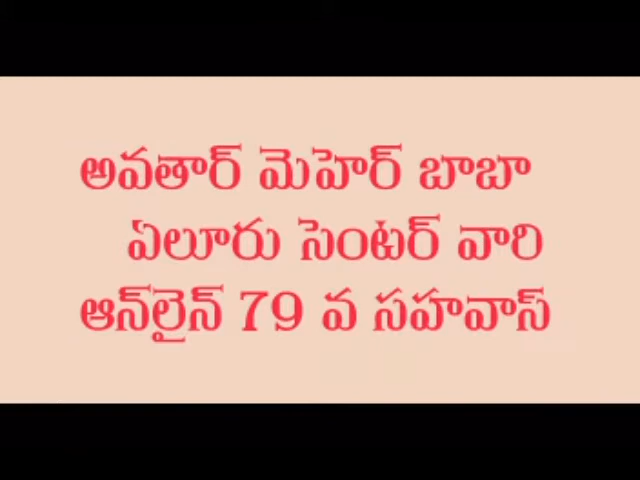 అవతార్ మెహెర్ బాబా
ఏలూరు సెంటర్ వారి
ఆన్‌లైన్ 79 వ సహవాస్